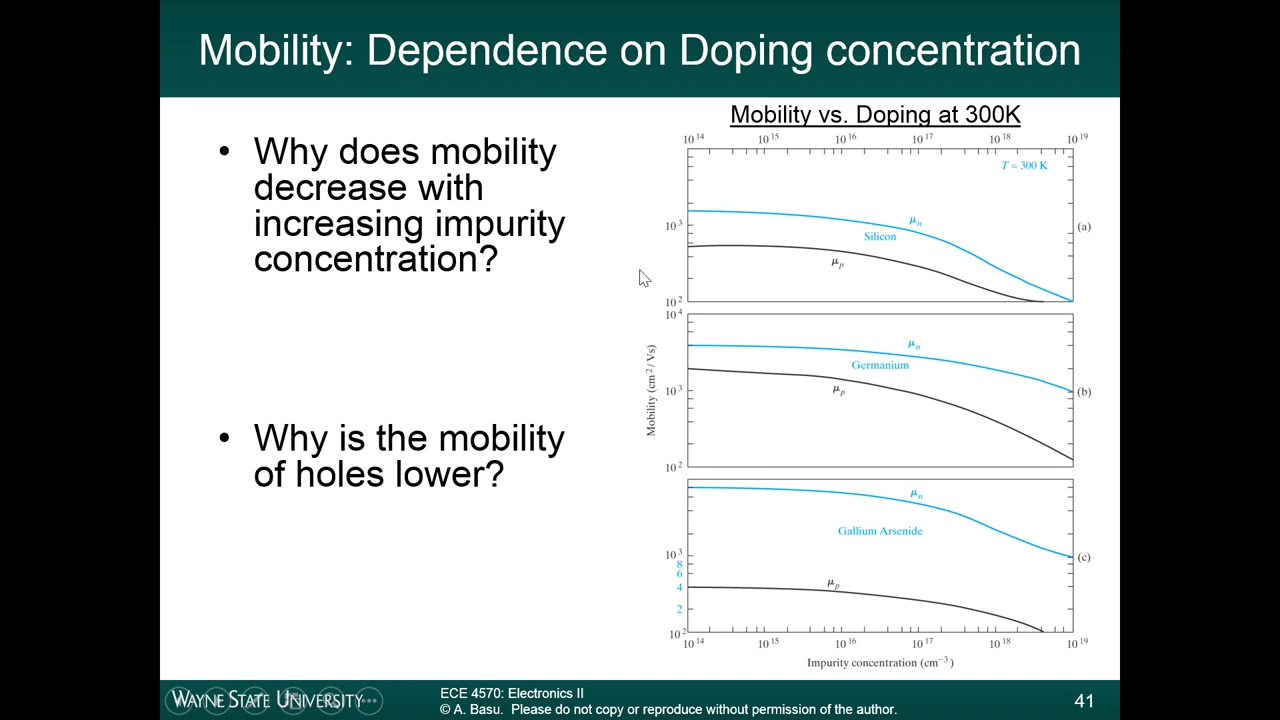 Mobility: Dependence on Doping concentration
• Why does mobility
decrease with
increasing impurity
concentration?
• Why is the mobility
of holes lower?
Mobility vs. Doping at 300K
10^14 10^15 10^16 10^17 10^18 10^19
T = 300 K
10^3
μn
Silicon
μp
(a)
10^2
10^4
μn
Germanium
μp
10^3
(b)
10^2
Mobility (cm^2/Vs)
μn
Gallium Arsenide
10^3
(c)
8
6
4
μp
2
10^2
10^14 10^15 10^16 10^17 10^18 10^19
Impurity concentration (cm^−3)
WAYNE STATE UNIVERSITY
ECE 4570: Electronics II
© A. Basu. Please do not copy or reproduce without permission of the author.
41